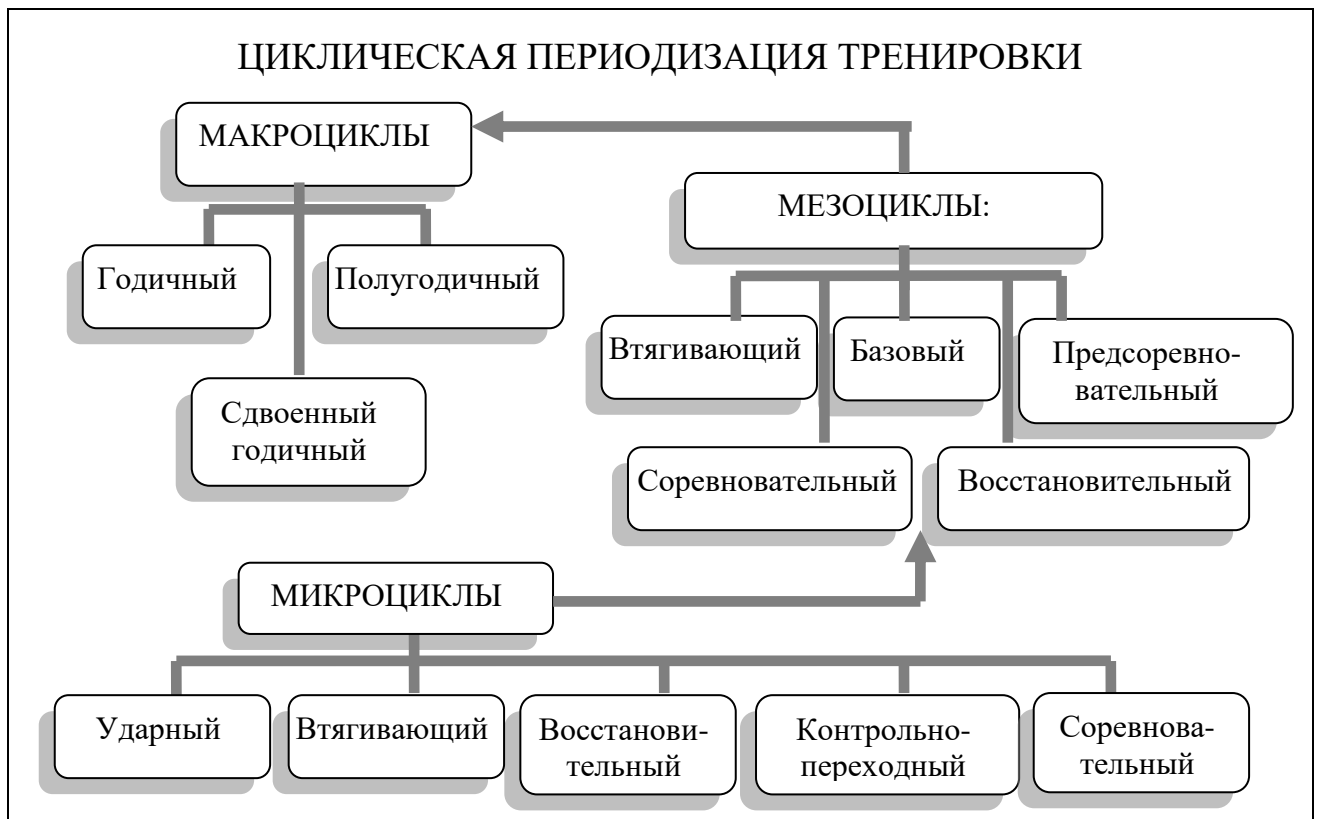 ЦИКЛИЧЕСКАЯ ПЕРИОДИЗАЦИЯ ТРЕНИРОВКИ
МАКРОЦИКЛЫ
Годичный
Полугодичный
Сдвоенный
годичный
МЕЗОЦИКЛЫ:
Втягивающий
Базовый
Предсоревно-
вательный
Соревновательный
Восстановительный
МИКРОЦИКЛЫ
Ударный
Втягивающий
Восстанови-
тельный
Контрольно-
переходный
Соревнова-
тельный